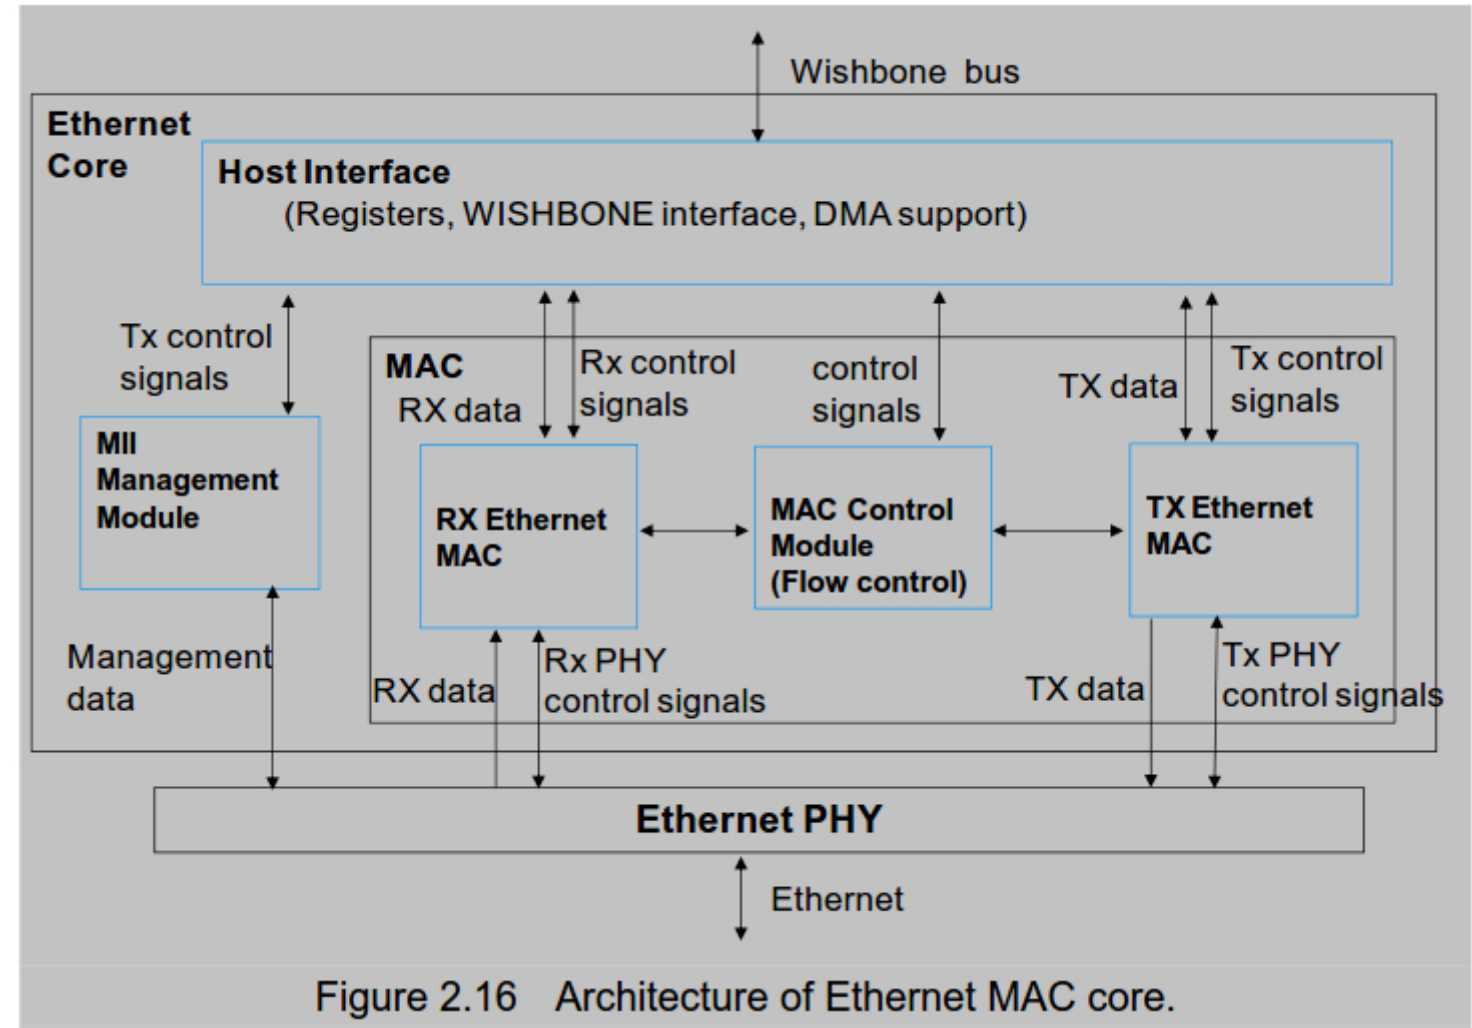 Wishbone bus
Ethernet
Core
Host Interface
(Registers, WISHBONE interface, DMA support)
Tx control
signals
MAC
RX data
Rx control
signals
control
signals
TX data
Tx control
signals
MII
Management
Module
RX Ethernet
MAC
MAC Control
Module
(Flow control)
TX Ethernet
MAC
Management
data
RX data
Rx PHY
control signals
TX data
Tx PHY
control signals
Ethernet PHY
Ethernet
Figure 2.16 Architecture of Ethernet MAC core.